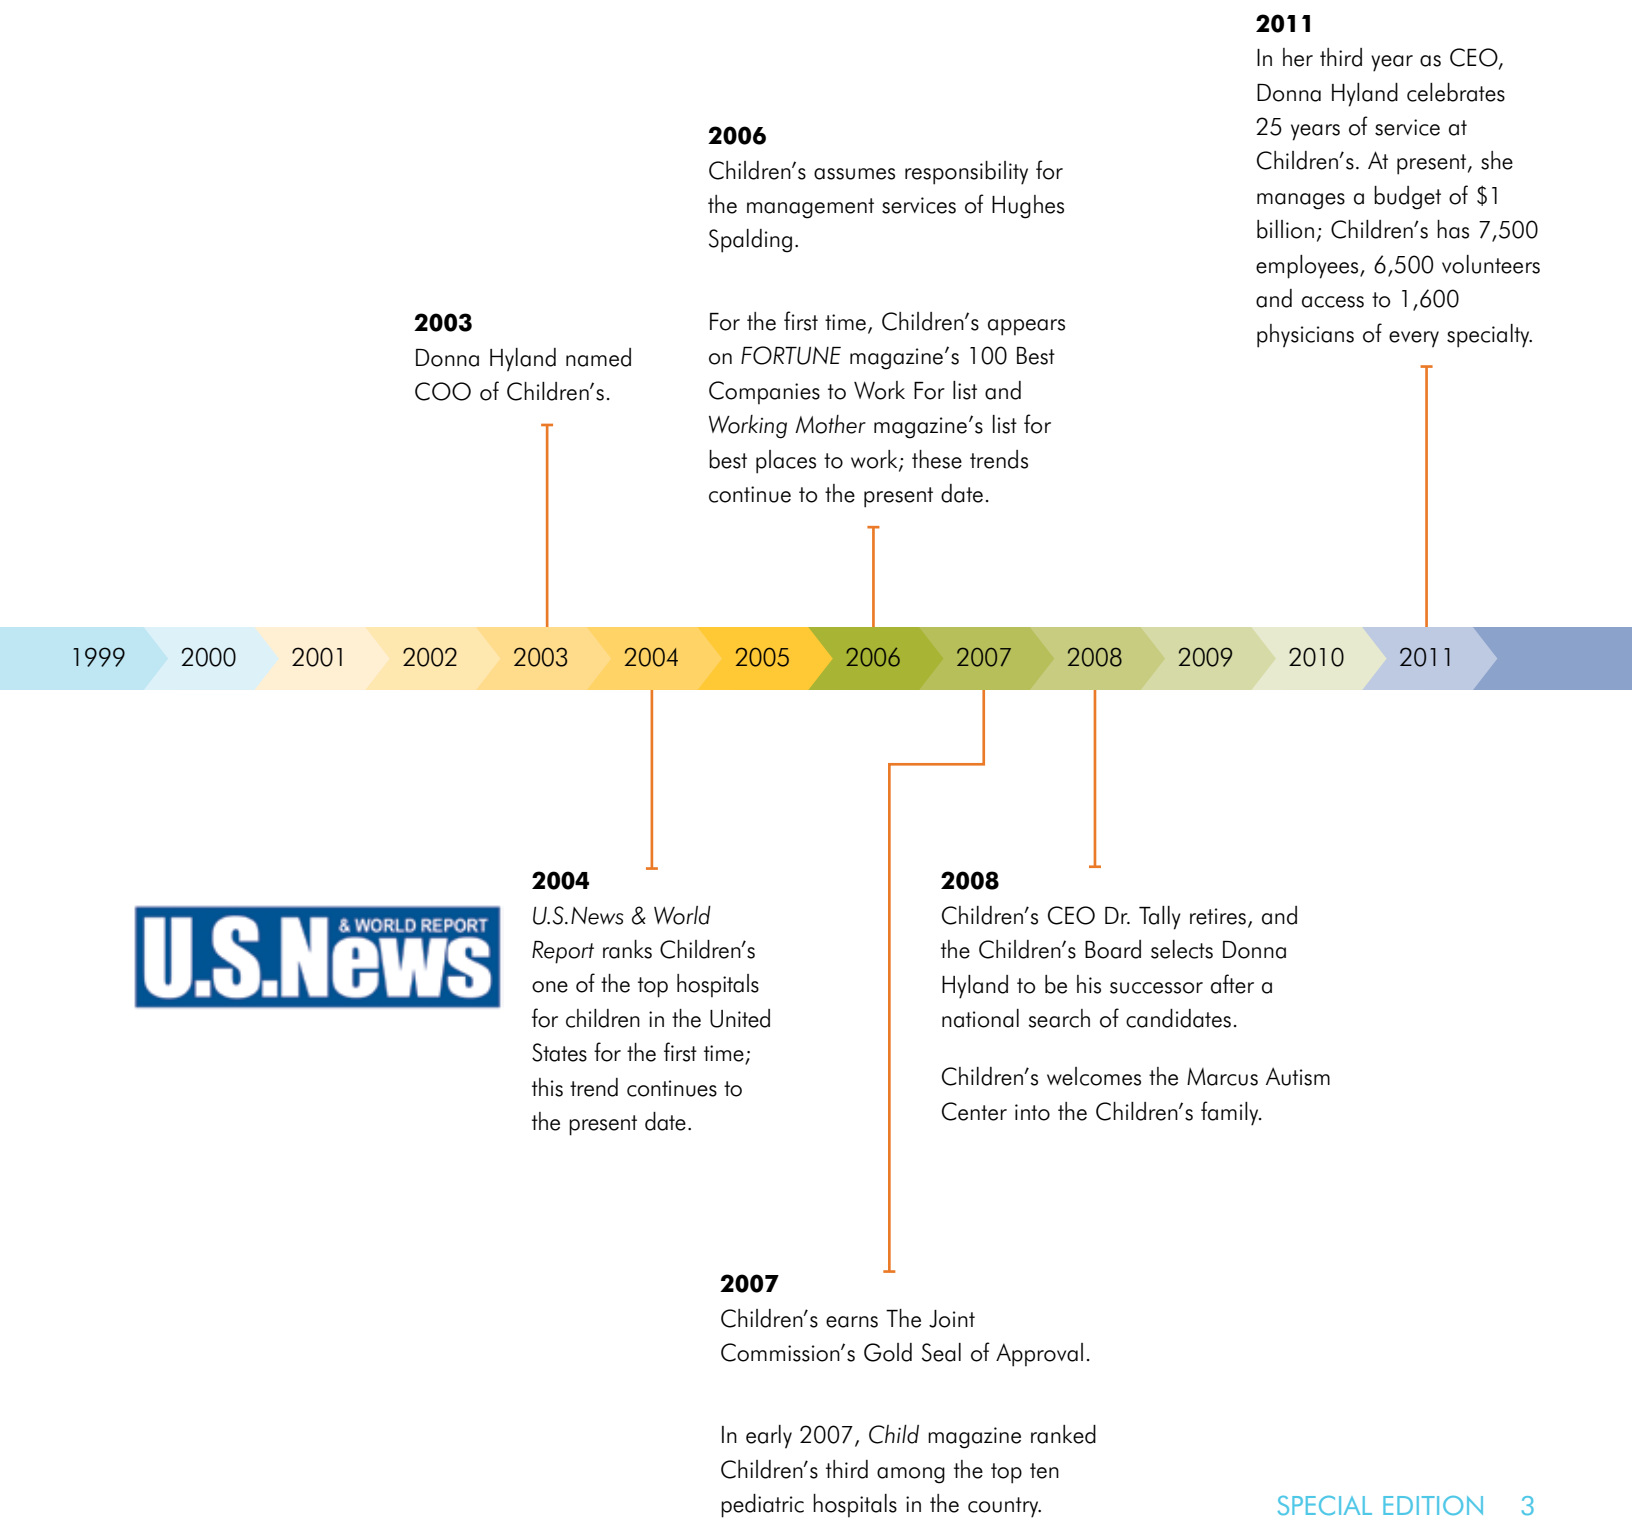 2011
In her third year as CEO,
Donna Hyland celebrates
25 years of service at
Children's. At present, she
manages a budget of $1
billion; Children's has 7,500
employees, 6,500 volunteers
and access to 1,600
physicians of every specialty.
2006
Children's assumes responsibility for
the management services of Hughes
Spalding.
For the first time, Children's appears
on FORTUNE magazine's 100 Best
Companies to Work For list and
Working Mother magazine's list for
best places to work; these trends
continue to the present date.
2003
Donna Hyland named
COO of Children's.
1999 2000 2001 2002 2003 2004 2005 2006 2007 2008 2009 2010 2011
U.S.News & WORLD REPORT
2004
U.S.News & World
Report ranks Children's
one of the top hospitals
for children in the United
States for the first time;
this trend continues to
the present date.
2008
Children's CEO Dr. Tally retires, and
the Children's Board selects Donna
Hyland to be his successor after a
national search of candidates.
Children's welcomes the Marcus Autism
Center into the Children's family.
2007
Children's earns The Joint
Commission's Gold Seal of Approval.
In early 2007, Child magazine ranked
Children's third among the top ten
pediatric hospitals in the country.
SPECIAL EDITION 3